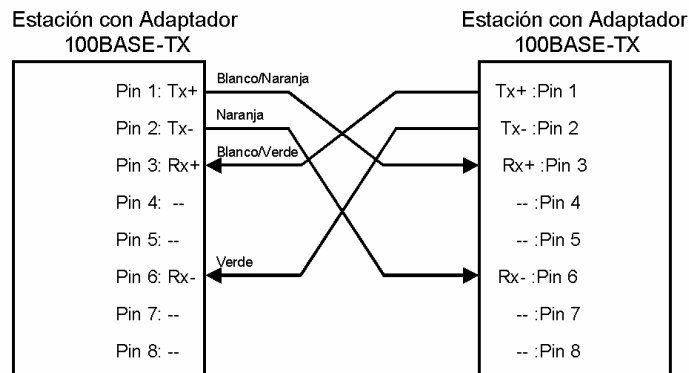 Estación con Adaptador
100BASE-TX
Estación con Adaptador
100BASE-TX
Pin 1: Tx+
Blanco/Naranja
Tx+ :Pin 1
Pin 2: Tx-
Naranja
Tx- :Pin 2
Pin 3: Rx+
Blanco/Verde
Rx+ :Pin 3
Pin 4: --
-- :Pin 4
Pin 5: --
-- :Pin 5
Pin 6: Rx-
Verde
Rx- :Pin 6
Pin 7: --
-- :Pin 7
Pin 8: --
-- :Pin 8